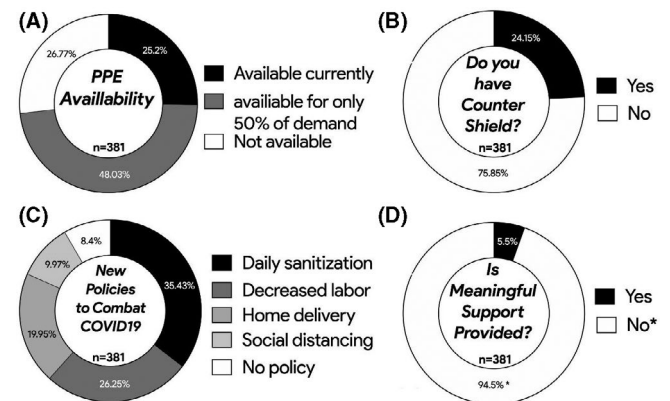 (A)
26.77%
25.2%
PPE
Availlability
n=381
48.03%
Available currently
availiable for only
50% of demand
Not available
(B)
24.15%
Do you
have
Counter
Shield?
n=381
75.85%
Yes
No
(C)
8.4%
9.97%
35.43%
New
Policies
to Combat
COVID19
19.95%
n=381
26.25%
Daily sanitization
Decreased labor
Home delivery
Social distancing
No policy
(D)
5.5%
Is
Meaningful
Support
Provided?
n=381
94.5% *
Yes
No*